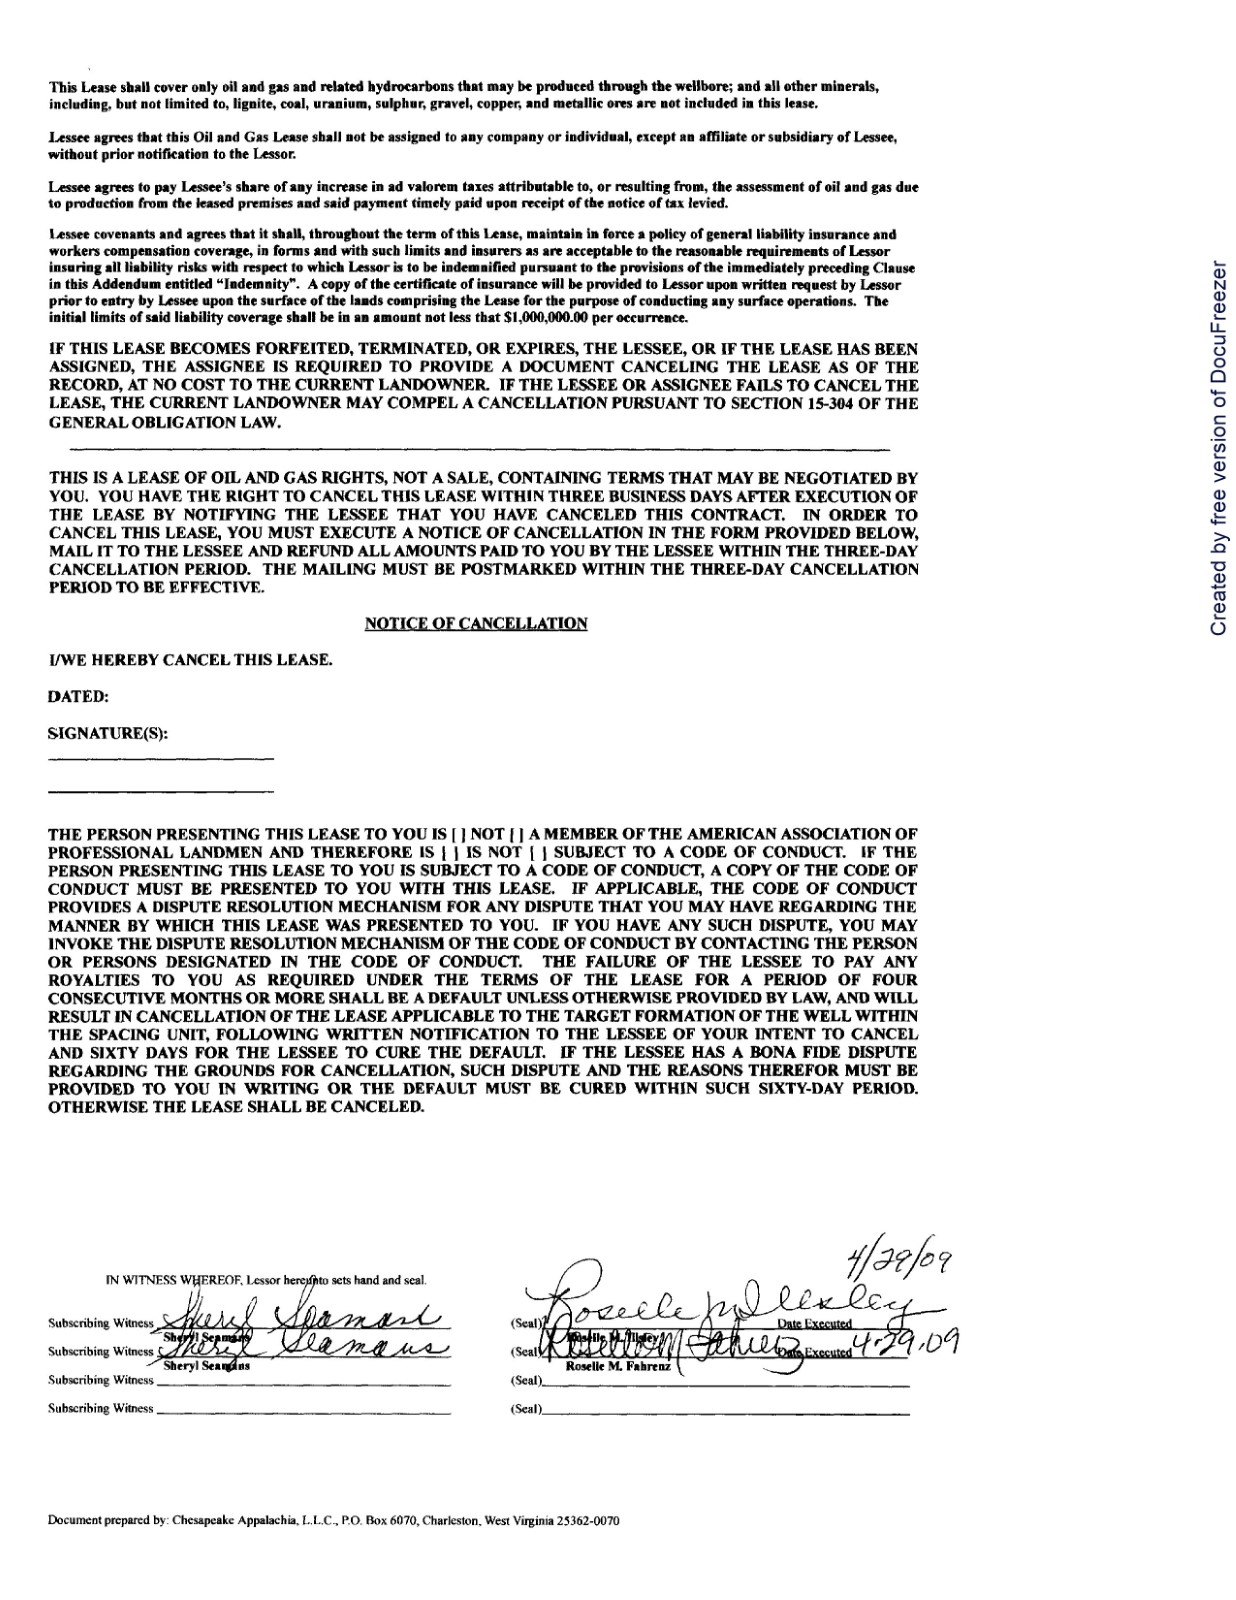 This Lease shall cover only oil and gas and related hydrocarbons that may be produced through the wellbore; and all other minerals,
including, but not limited to, lignite, coal, uranium, sulphur, gravel, copper, and metallic ores are not included in this lease.
Lessee agrees that this Oil and Gas Lease shall not be assigned to any company or individual, except an affiliate or subsidiary of Lessee,
without prior notification to the Lessor.
Lessee agrees to pay Lessee's share of any increase in ad valorem taxes attributable to, or resulting from, the assessment of oil and gas due
to production from the leased premises and said payment timely paid upon receipt of the notice of tax levied.
Lessee covenants and agrees that it shall, throughout the term of this Lease, maintain in force a policy of general liability insurance and
workers compensation coverage, in forms and with such limits and insurers as are acceptable to the reasonable requirements of Lessor
insuring all liability risks with respect to which Lessor is to be indemnified pursuant to the provisions of the immediately preceding Clause
in this Addendum entitled "Indemnity". A copy of the certificate of insurance will be provided to Lessor upon written request by Lessor
prior to entry by Lessee upon the surface of the lands comprising the Lease for the purpose of conducting any surface operations. The
initial limits of said liability coverage shall be in an amount not less that $1,000,000.00 per occurrence.
IF THIS LEASE BECOMES FORFEITED, TERMINATED, OR EXPIRES, THE LESSEE, OR IF THE LEASE HAS BEEN
ASSIGNED, THE ASSIGNEE IS REQUIRED TO PROVIDE A DOCUMENT CANCELING THE LEASE AS OF THE
RECORD, AT NO COST TO THE CURRENT LANDOWNER. IF THE LESSEE OR ASSIGNEE FAILS TO CANCEL THE
LEASE, THE CURRENT LANDOWNER MAY COMPEL A CANCELLATION PURSUANT TO SECTION 15-304 OF THE
GENERAL OBLIGATION LAW.
THIS IS A LEASE OF OIL AND GAS RIGHTS, NOT A SALE, CONTAINING TERMS THAT MAY BE NEGOTIATED BY
YOU. YOU HAVE THE RIGHT TO CANCEL THIS LEASE WITHIN THREE BUSINESS DAYS AFTER EXECUTION OF
THE LEASE BY NOTIFYING THE LESSEE THAT YOU HAVE CANCELED THIS CONTRACT. IN ORDER TO
CANCEL THIS LEASE, YOU MUST EXECUTE A NOTICE OF CANCELLATION IN THE FORM PROVIDED BELOW,
MAIL IT TO THE LESSEE AND REFUND ALL AMOUNTS PAID TO YOU BY THE LESSEE WITHIN THE THREE-DAY
CANCELLATION PERIOD. THE MAILING MUST BE POSTMARKED WITHIN THE THREE-DAY CANCELLATION
PERIOD TO BE EFFECTIVE.
NOTICE OF CANCELLATION
I/WE HEREBY CANCEL THIS LEASE.
DATED:
SIGNATURE(S):
THE PERSON PRESENTING THIS LEASE TO YOU IS [ ] NOT [ ] A MEMBER OF THE AMERICAN ASSOCIATION OF
PROFESSIONAL LANDMEN AND THEREFORE IS [ ] IS NOT [ ] SUBJECT TO A CODE OF CONDUCT. IF THE
PERSON PRESENTING THIS LEASE TO YOU IS SUBJECT TO A CODE OF CONDUCT, A COPY OF THE CODE OF
CONDUCT MUST BE PRESENTED TO YOU WITH THIS LEASE. IF APPLICABLE, THE CODE OF CONDUCT
PROVIDES A DISPUTE RESOLUTION MECHANISM FOR ANY DISPUTE THAT YOU MAY HAVE REGARDING THE
MANNER BY WHICH THIS LEASE WAS PRESENTED TO YOU. IF YOU HAVE ANY SUCH DISPUTE, YOU MAY
INVOKE THE DISPUTE RESOLUTION MECHANISM OF THE CODE OF CONDUCT BY CONTACTING THE PERSON
OR PERSONS DESIGNATED IN THE CODE OF CONDUCT. THE FAILURE OF THE LESSEE TO PAY ANY
ROYALTIES TO YOU AS REQUIRED UNDER THE TERMS OF THE LEASE FOR A PERIOD OF FOUR
CONSECUTIVE MONTHS OR MORE SHALL BE A DEFAULT UNLESS OTHERWISE PROVIDED BY LAW, AND WILL
RESULT IN CANCELLATION OF THE LEASE APPLICABLE TO THE TARGET FORMATION OF THE WELL WITHIN
THE SPACING UNIT, FOLLOWING WRITTEN NOTIFICATION TO THE LESSEE OF YOUR INTENT TO CANCEL
AND SIXTY DAYS FOR THE LESSEE TO CURE THE DEFAULT. IF THE LESSEE HAS A BONA FIDE DISPUTE
REGARDING THE GROUNDS FOR CANCELLATION, SUCH DISPUTE AND THE REASONS THEREFOR MUST BE
PROVIDED TO YOU IN WRITING OR THE DEFAULT MUST BE CURED WITHIN SUCH SIXTY-DAY PERIOD.
OTHERWISE THE LEASE SHALL BE CANCELED.
4/29/09
IN WITNESS WHEREOF, Lessor hereunto sets hand and seal.
Subscribing Witness Sheryl Seamans (Seal) Roselle M Date Executed
Sheryl Seamans Roselle M.
Subscribing Witness Sheryl Seamans (Seal) Roselle M Fahrenz Date Executed 4-29-09
Sheryl Seamans Roselle M. Fahrenz
Subscribing Witness (Seal)
Subscribing Witness (Seal)
Document prepared by: Chesapeake Appalachia, L.L.C., P.O. Box 6070, Charleston, West Virginia 25362-0070
Created by free version of DocuFreezer